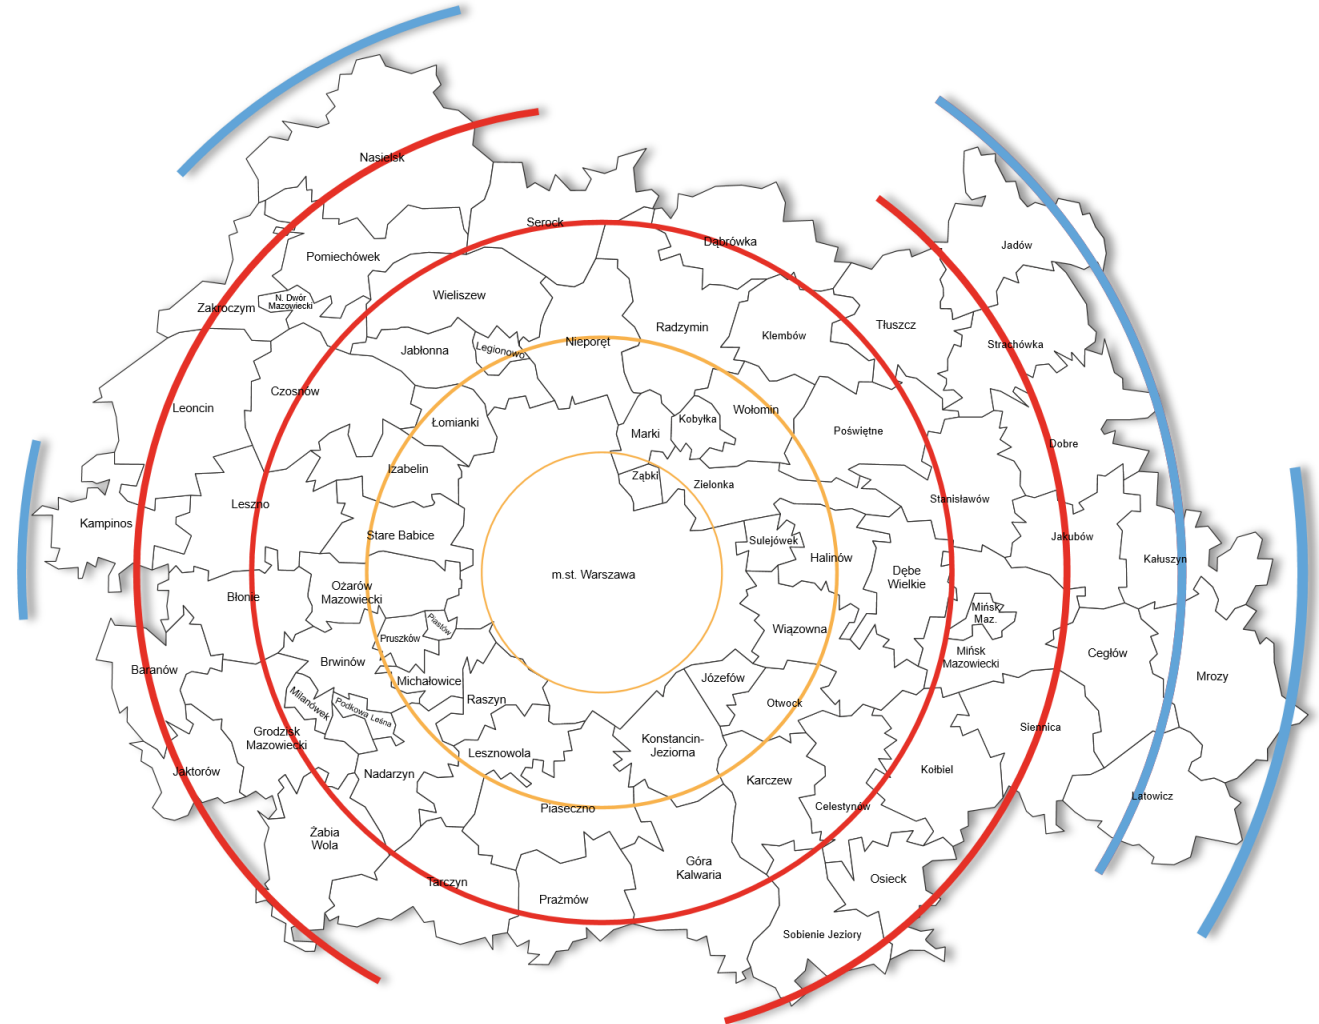 Nasielsk
Serock
Dąbrówka
Jadów
Pomiechówek
Wieliszew
N. Dwór
Mazowiecki
Zakroczym
Radzymin
Klembów
Tłuszcz
Nieporęt
Strachówka
Jabłonna
Legionowo
Czosnów
Leoncin
Łomianki
Marki
Kobyłka
Wołomin
Poświętne
Dobre
Izabelin
Ząbki
Zielonka
Leszno
Stanisławów
Kampinos
Stare Babice
Sulejówek
Jakubów
Halinów
Kałuszyn
m.st. Warszawa
Dębe
Wielkie
Błonie
Ożarów
Mazowiecki
Mińsk
Maz.
Piastów
Pruszków
Wiązowna
Brwinów
Mińsk
Mazowiecki
Cegłów
Baranów
Michałowice
Józefów
Mrozy
Milanówek
Podkowa Leśna
Raszyn
Otwock
Siennica
Grodzisk
Mazowiecki
Konstancin-
Jeziorna
Lesznowola
Jaktorów
Nadarzyn
Karczew
Kołbiel
Latowicz
Piaseczno
Celestynów
Żabia
Wola
Góra
Kalwaria
Tarczyn
Osieck
Prażmów
Sobienie Jeziory